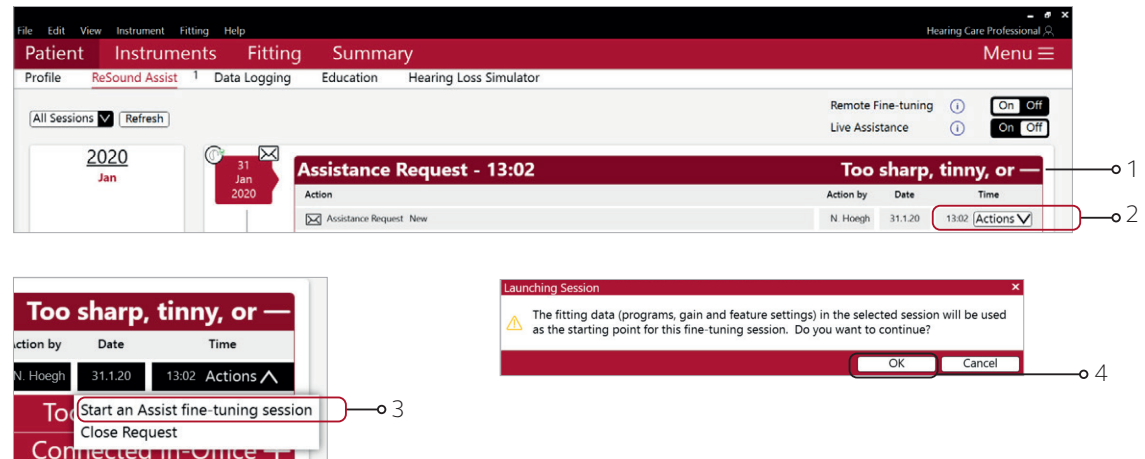 File Edit View Instrument Fitting Help Hearing Care Professional
Patient Instruments Fitting Summary Menu
Profile ReSound Assist 1 Data Logging Education Hearing Loss Simulator
Remote Fine-tuning i On Off
All Sessions Refresh
Live Assistance i On Off
2020
Jan
31
Jan
2020
Assistance Request - 13:02 Too sharp, tinny, or — 1
Action Action by Date Time
Assistance Request New N. Hoegh 31.1.20 13:02 Actions 2
Too sharp, tinny, or —
Action by Date Time
N. Hoegh 31.1.20 13:02 Actions
Too
Start an Assist fine-tuning session 3
Close Request
Connected In-Office
Launching Session
The fitting data (programs, gain and feature settings) in the selected session will be used
as the starting point for this fine-tuning session. Do you want to continue?
OK Cancel
4